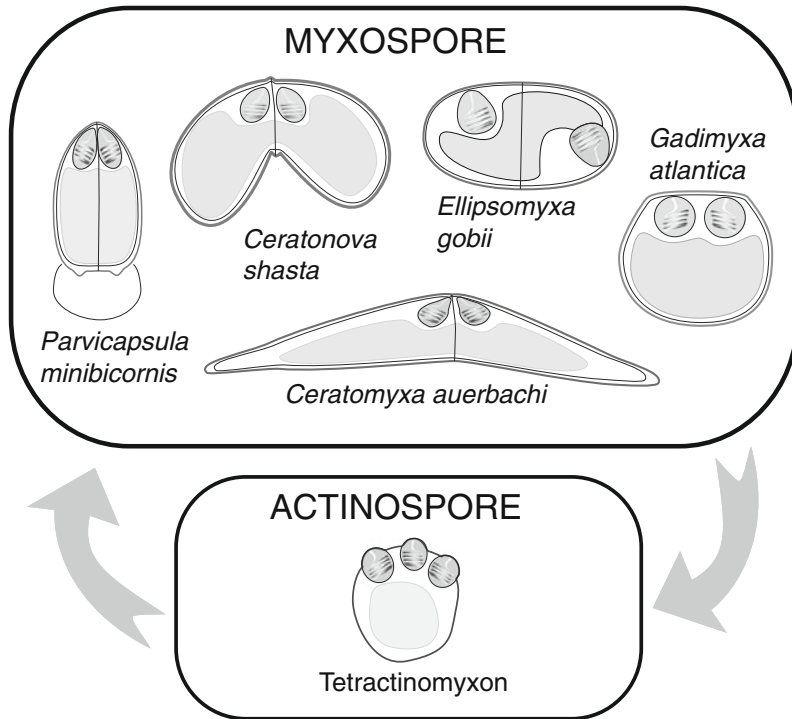 MYXOSPORE
Parvicapsula
minibicornis
Ceratonova
shasta
Ellipsomyxa
gobii
Gadimyxa
atlantica
Ceratomyxa auerbachi
ACTINOSPORE
Tetractinomyxon